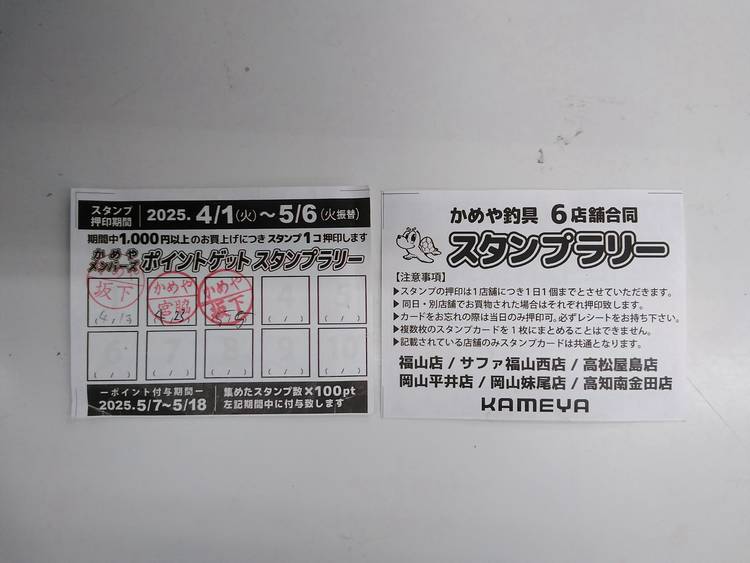 スタンプ
押印期間
2025. 4/1(火)〜5/6(火振替)
期間中1,000円以上のお買上げにつきスタンプ1コ押印します
かめや
メンバーズ
ポイントゲットスタンプラリー
坂下
(4/13)
かめや
宮脇
4 23
かめや
坂下
( / )
( / )
( / )
( / )
( / )
( / )
( / )
ーポイント付与期間ー
2025.5/7〜5/18
集めたスタンプ数×100pt
左記期間中に付与致します
かめや釣具 6店舗合同
スタンプラリー
【注意事項】
▶スタンプの押印は1店舗につき1日1個までとさせていただきます。
▶同日・別店舗でお買物された場合はそれぞれ押印致します。
▶カードをお忘れの際は当日のみ押印可。必ずレシートをお持ち下さい。
▶複数枚のスタンプカードを1枚にまとめることはできません。
▶記載されている店舗のみスタンプカードは共通となります。
福山店 / サファ福山西店 / 高松屋島店
岡山平井店 / 岡山妹尾店 / 高知南金田店
KAMEYA